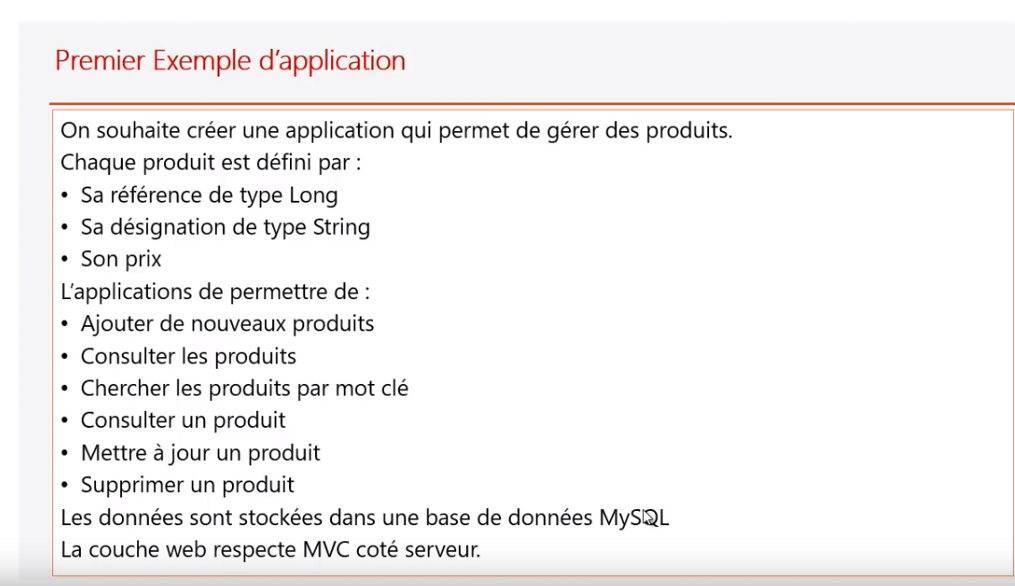 Premier Exemple d'application
On souhaite créer une application qui permet de gérer des produits.
Chaque produit est défini par :
• Sa référence de type Long
• Sa désignation de type String
• Son prix
L'applications de permettre de :
• Ajouter de nouveaux produits
• Consulter les produits
• Chercher les produits par mot clé
• Consulter un produit
• Mettre à jour un produit
• Supprimer un produit
Les données sont stockées dans une base de données MySQL
La couche web respecte MVC coté serveur.